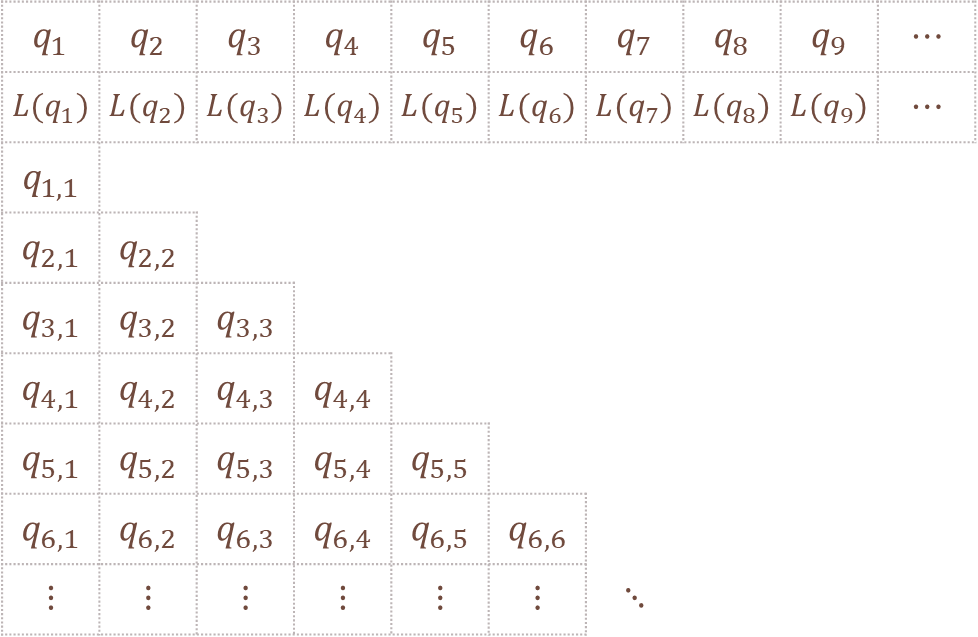 q₁ q₂ q₃ q₄ q₅ q₆ q₇ q₈ q₉ ⋯
L(q₁) L(q₂) L(q₃) L(q₄) L(q₅) L(q₆) L(q₇) L(q₈) L(q₉) ⋯
q₁,₁
q₂,₁ q₂,₂
q₃,₁ q₃,₂ q₃,₃
q₄,₁ q₄,₂ q₄,₃ q₄,₄
q₅,₁ q₅,₂ q₅,₃ q₅,₄ q₅,₅
q₆,₁ q₆,₂ q₆,₃ q₆,₄ q₆,₅ q₆,₆
⋮ ⋮ ⋮ ⋮ ⋮ ⋮ ⋱